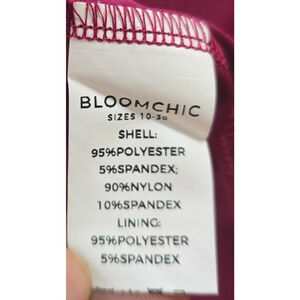 BLOOMCHIC
SIZES 10-30
SHELL:
95%POLYESTER
5%SPANDEX;
90%NYLON
10%SPANDEX
LINING:
95%POLYESTER
5%SPANDEX